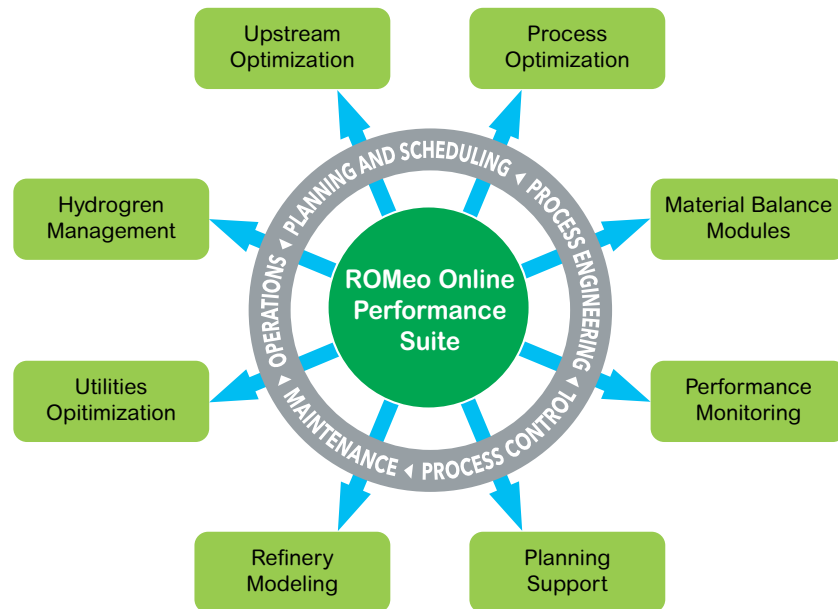 Upstream
Optimization
Process
Optimization
Hydrogren
Management
Material Balance
Modules
PLANNING AND SCHEDULING
PROCESS ENGINEERING
OPERATIONS
MAINTENANCE
PROCESS CONTROL
ROMeo Online
Performance
Suite
Utilities
Opitimization
Performance
Monitoring
Refinery
Modeling
Planning
Support